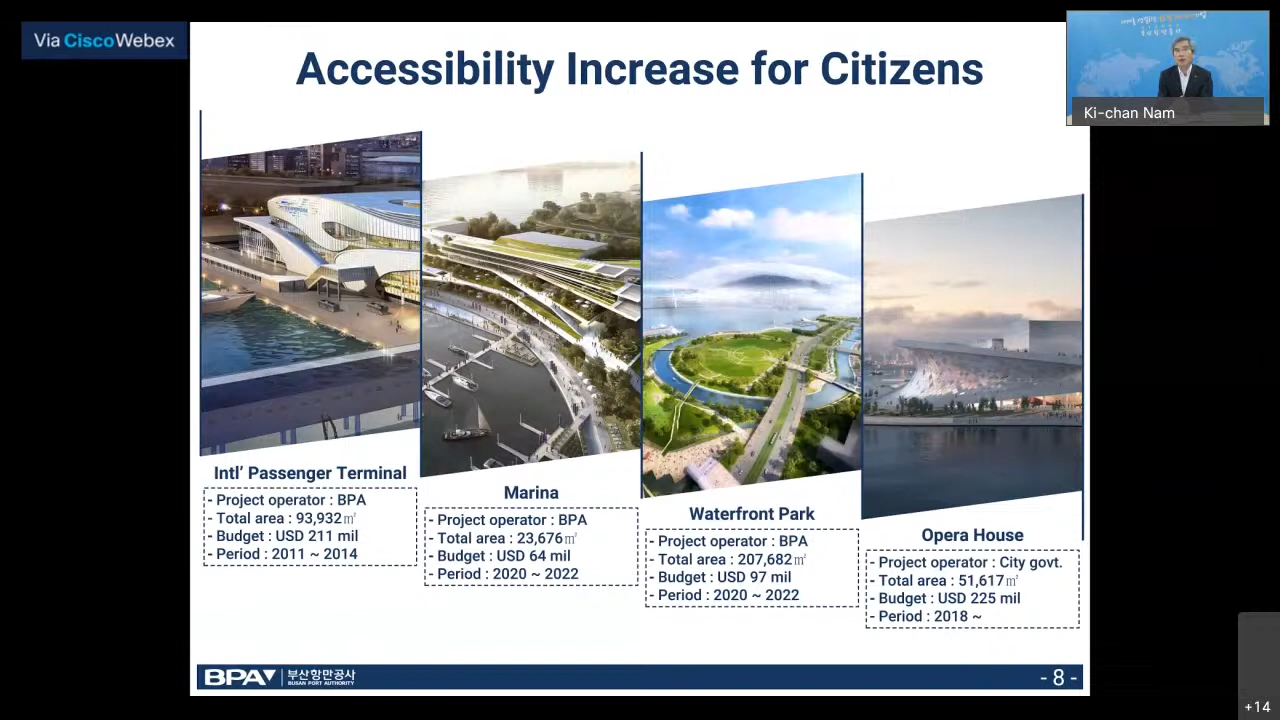 Via Cisco Webex
Accessibility Increase for Citizens
Ki-chan Nam
Intl’ Passenger Terminal
- Project operator : BPA
- Total area : 93,932㎡
- Budget : USD 211 mil
- Period : 2011 ~ 2014
Marina
- Project operator : BPA
- Total area : 23,676㎡
- Budget : USD 64 mil
- Period : 2020 ~ 2022
Waterfront Park
- Project operator : BPA
- Total area : 207,682㎡
- Budget : USD 97 mil
- Period : 2020 ~ 2022
Opera House
- Project operator : City govt.
- Total area : 51,617㎡
- Budget : USD 225 mil
- Period : 2018 ~
BPA 부산항만공사
BUSAN PORT AUTHORITY
- 8 -
+14